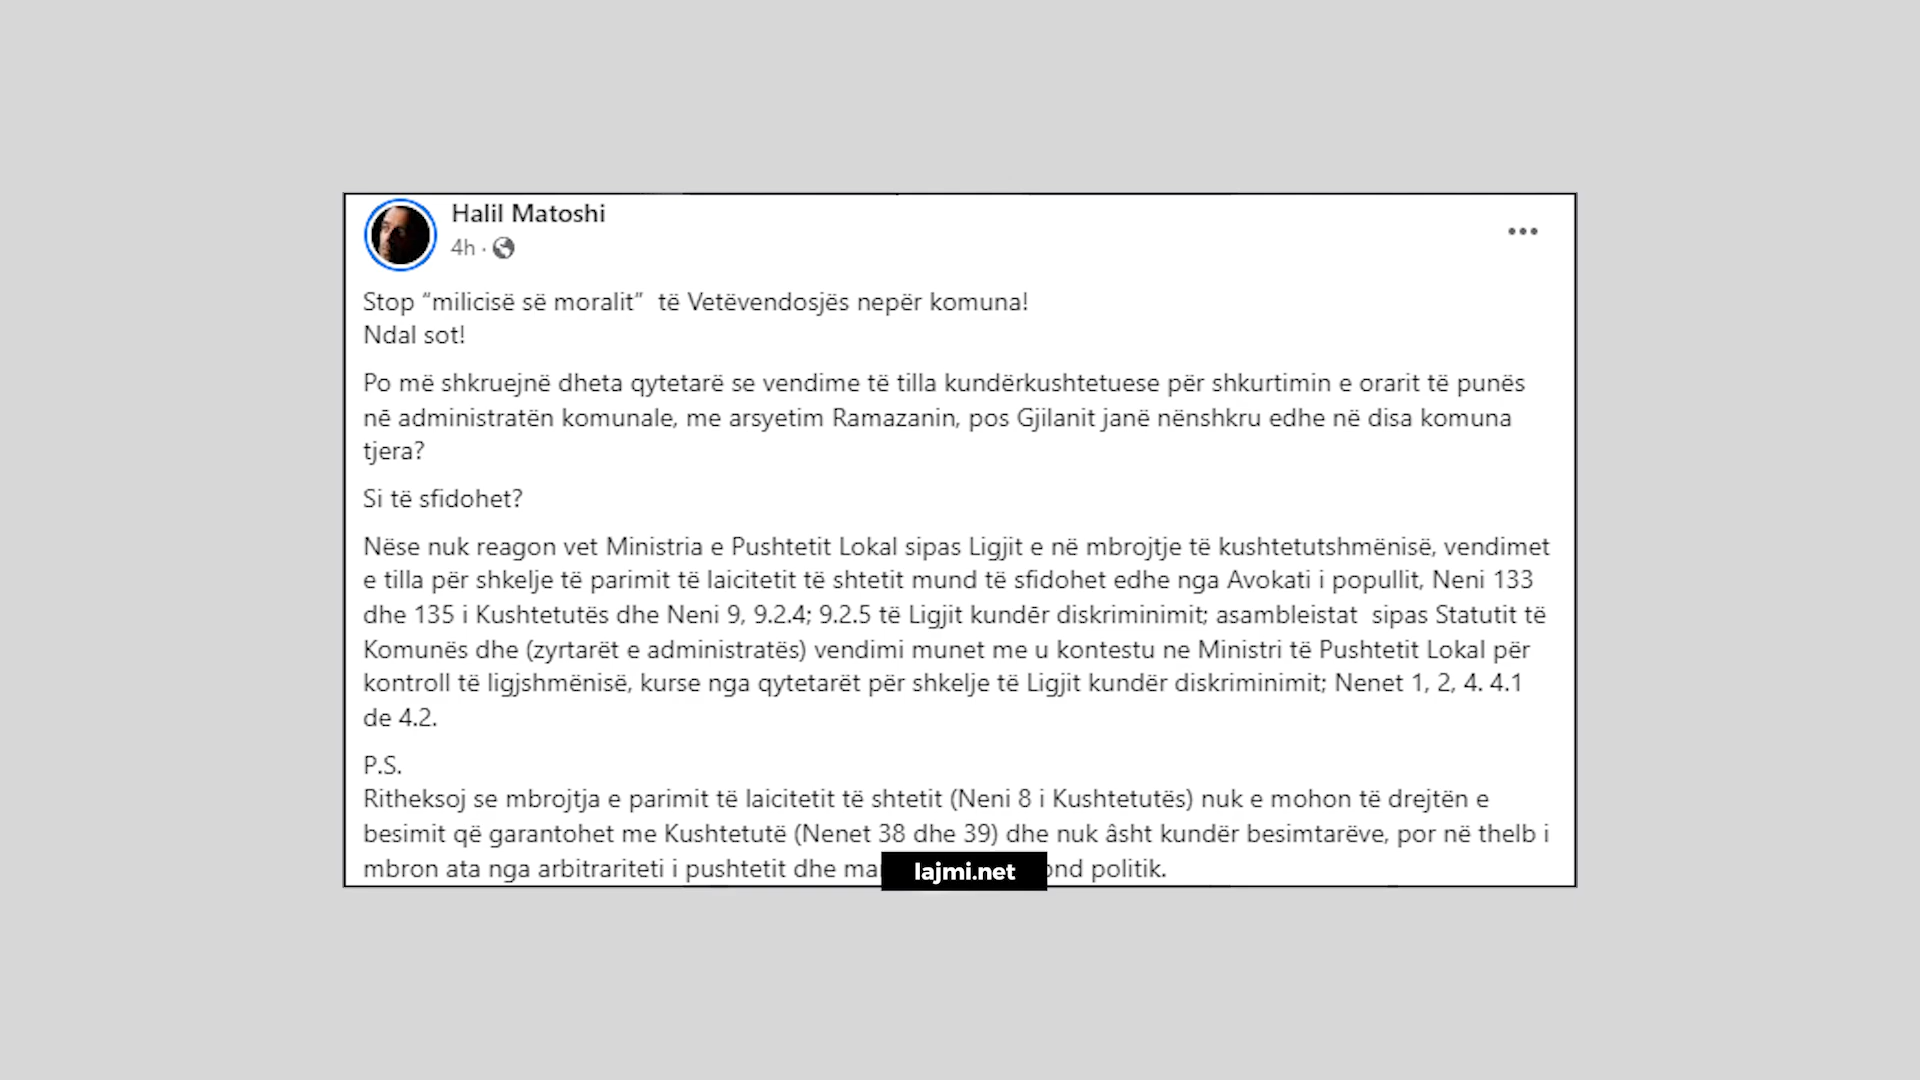 Halil Matoshi
4h ·
Stop “milicisë së moralit” të Vetëvendosjës nepër komuna!
Ndal sot!
Po më shkruejnë dheta qytetarë se vendime të tilla kundërkushtetuese për shkurtimin e orarit të punës
nē administratën komunale, me arsyetim Ramazanin, pos Gjilanit janë nënshkru edhe në disa komuna
tjera?
Si të sfidohet?
Nëse nuk reagon vet Ministria e Pushtetit Lokal sipas Ligjit e në mbrojtje të kushtetutshmënisë, vendimet
e tilla për shkelje të parimit të laicitetit të shtetit mund të sfidohet edhe nga Avokati i popullit, Neni 133
dhe 135 i Kushtetutës dhe Neni 9, 9.2.4; 9.2.5 të Ligjit kundēr diskriminimit; asambleistat sipas Statutit të
Komunës dhe (zyrtarët e administratës) vendimi munet me u kontestu ne Ministri të Pushtetit Lokal për
kontroll të ligjshmënisë, kurse nga qytetarët për shkelje të Ligjit kundër diskriminimit; Nenet 1, 2, 4. 4.1
de 4.2.
P.S.
Ritheksoj se mbrojtja e parimit të laicitetit të shtetit (Neni 8 i Kushtetutës) nuk e mohon të drejtën e
besimit që garantohet me Kushtetutë (Nenet 38 dhe 39) dhe nuk âsht kundër besimtarëve, por në thelb i
mbron ata nga arbitrariteti i pushtetit dhe politik.
lajmi.net